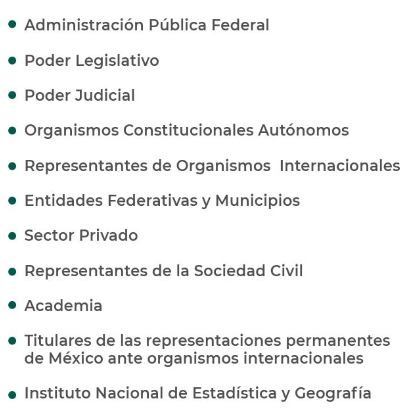 Administración Pública Federal
Poder Legislativo
Poder Judicial
Organismos Constitucionales Autónomos
Representantes de Organismos  Internacionales
Entidades Federativas y Municipios
Sector Privado
Representantes de la Sociedad Civil
Academia
Titulares de las representaciones permanentes
de México ante organismos internacionales
Instituto Nacional de Estadística y Geografía